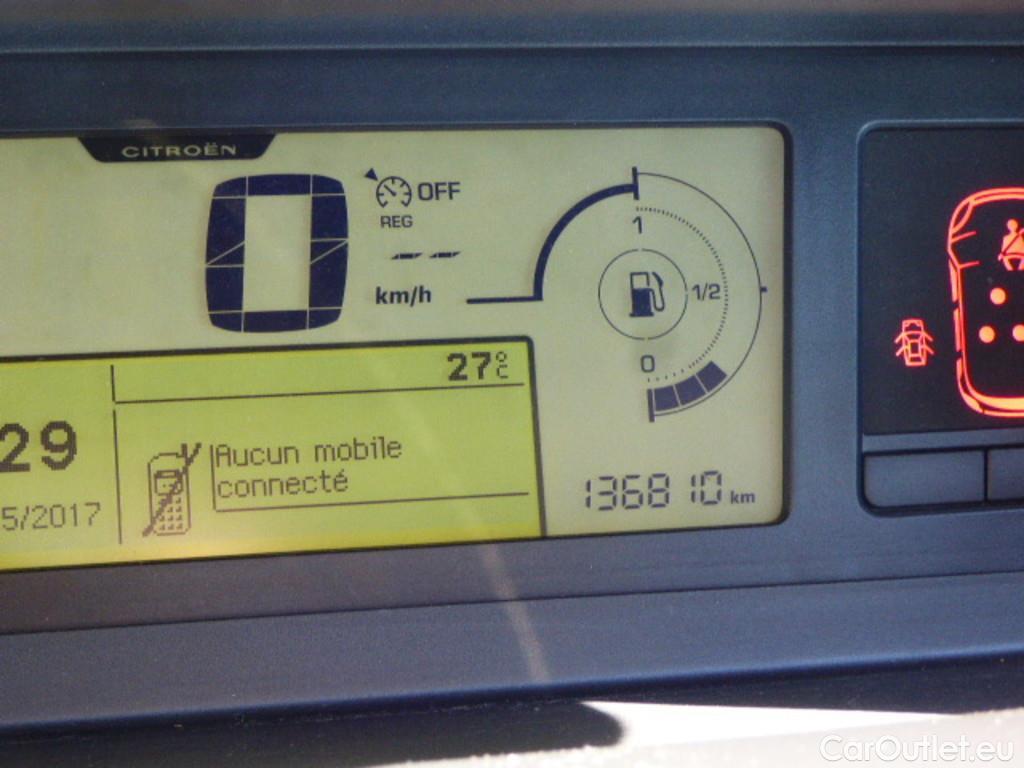 CITROËN
0
OFF
REG
-- --
km/h
1
1/2
0
27°C
29
Aucun mobile
connecté
5/2017
136810 km
CarOutlet.eu